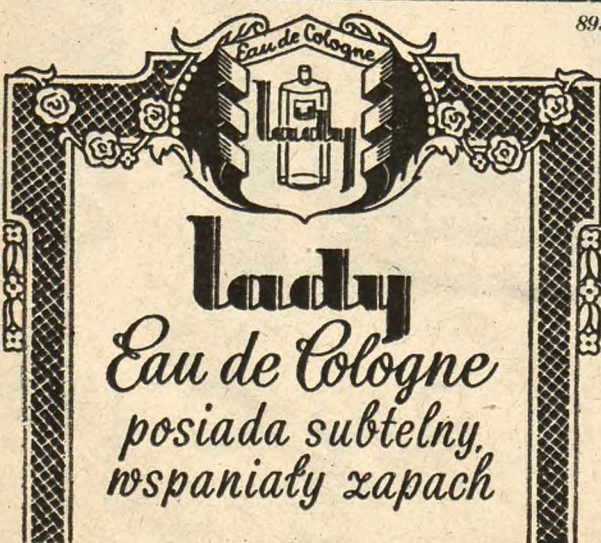 89
Eau de Cologne
lady
lady
Eau de Cologne
posiada subtelny,
wspaniały zapach